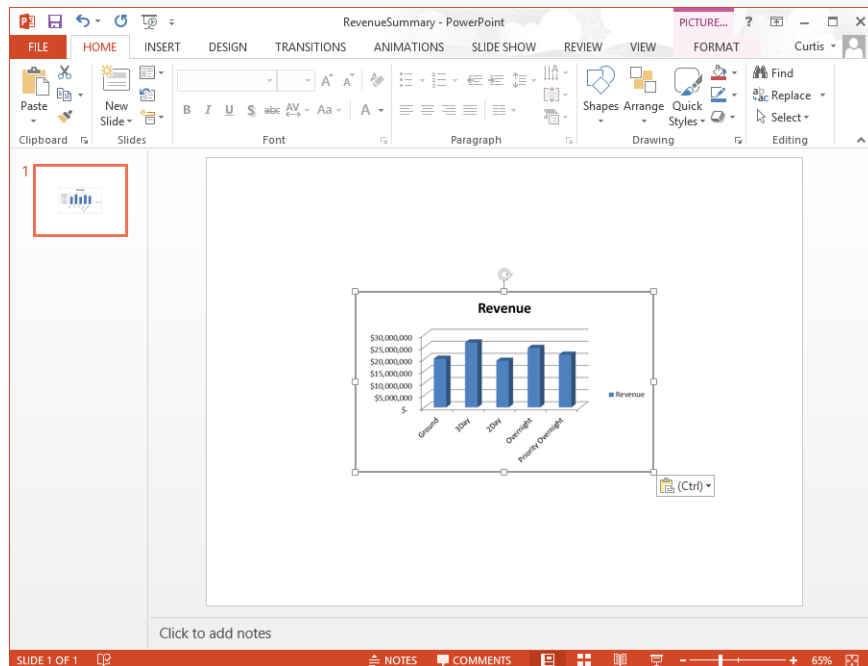 RevenueSummary - PowerPoint
PICTURE...
?
FILE HOME INSERT DESIGN TRANSITIONS ANIMATIONS SLIDE SHOW REVIEW VIEW FORMAT Curtis
Paste
New
Slide
B I U S abc AV Aa A
A A
Shapes Arrange Quick
Styles
Find
Replace
Select
Clipboard Slides Font Paragraph Drawing Editing
1
Revenue
$30,000,000
$25,000,000
$20,000,000
$15,000,000
$10,000,000
$5,000,000
$-
Ground 3Day 2Day Overnight Priority Overnight
Revenue
(Ctrl)
Click to add notes
SLIDE 1 OF 1 NOTES COMMENTS 65%